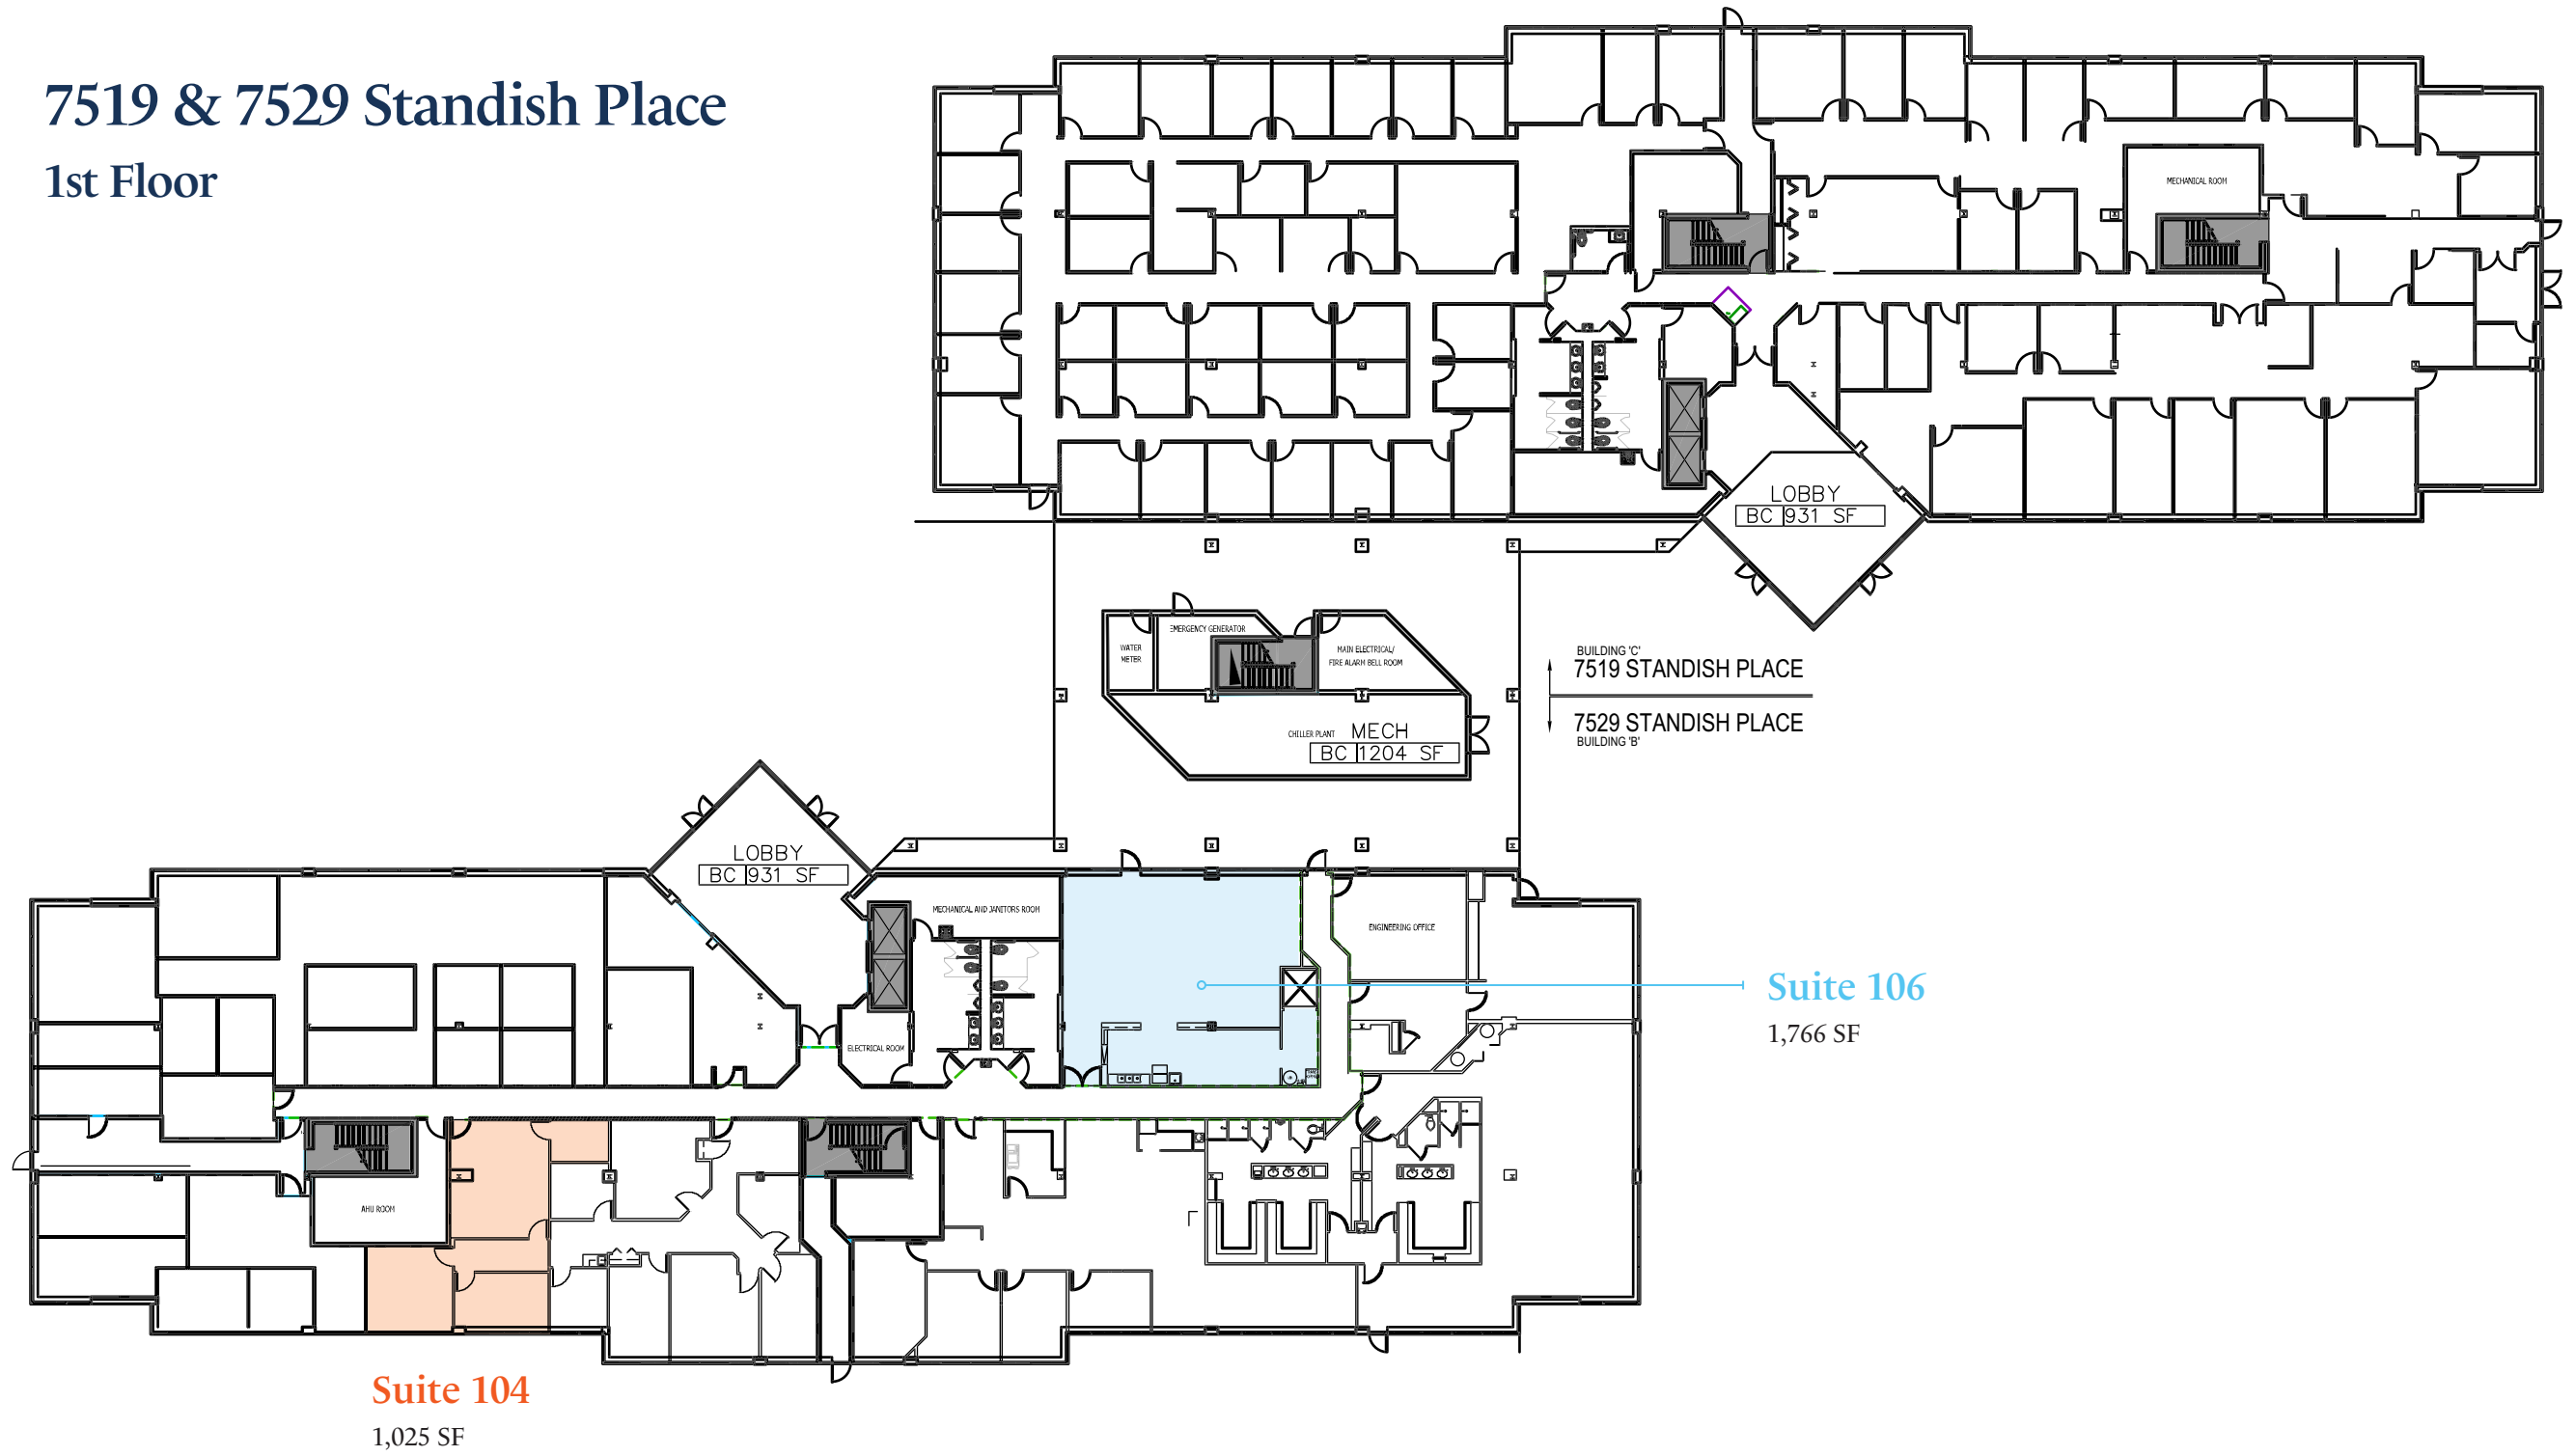 7519 & 7529 Standish Place
1st Floor
MECHANICAL ROOM
LOBBY
BC 931 SF
EMERGENCY GENERATOR
WATER
METER
MAIN ELECTRICAL/
FIRE ALARM BELL ROOM
CHILLER PLANT MECH
BC 1204 SF
BUILDING 'C'
7519 STANDISH PLACE
7529 STANDISH PLACE
BUILDING 'B'
LOBBY
BC 931 SF
MECHANICAL AND JANITORS ROOM
ENGINEERING OFFICE
Suite 106
1,766 SF
ELECTRICAL ROOM
AHU ROOM
Suite 104
1,025 SF